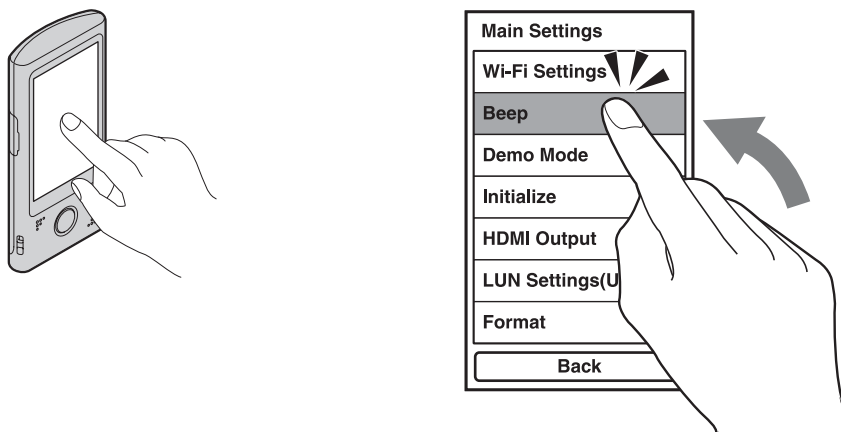 Main Settings
Wi-Fi Settings
Beep
Demo Mode
Initialize
HDMI Output
LUN Settings(U
Format
Back